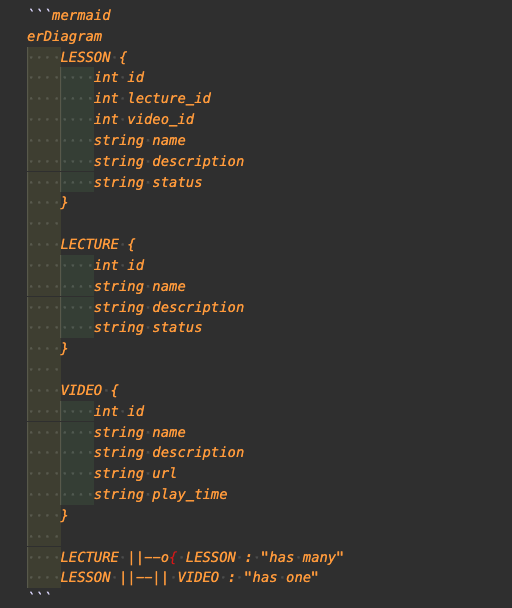 ```mermaid
erDiagram
    LESSON {
        int id
        int lecture_id
        int video_id
        string name
        string description
        string status
    }
    
    LECTURE {
        int id
        string name
        string description
        string status
    }
    
    VIDEO {
        int id
        string name
        string description
        string url
        string play_time
    }
    
    LECTURE ||--o{ LESSON : "has many"
    LESSON ||--|| VIDEO : "has one"
```